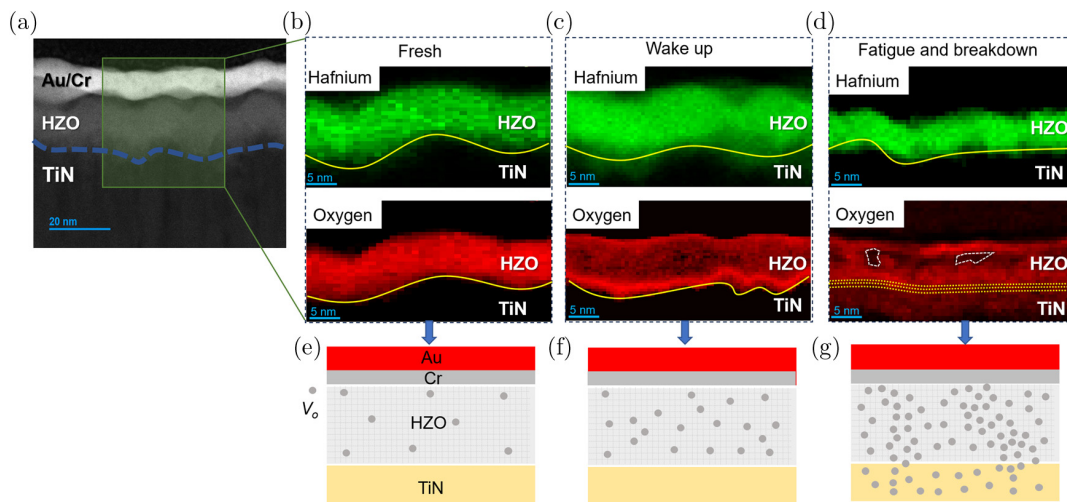 (a)
(b)
(c)
(d)
Fresh
Wake up
Fatigue and breakdown
Au/Cr
HZO
TiN
20 nm
Hafnium
HZO
TiN
5 nm
Hafnium
HZO
TiN
5 nm
Hafnium
HZO
TiN
5 nm
Oxygen
HZO
TiN
5 nm
Oxygen
HZO
TiN
5 nm
Oxygen
HZO
TiN
5 nm
(e)
(f)
(g)
Au
Cr
Vo
HZO
TiN